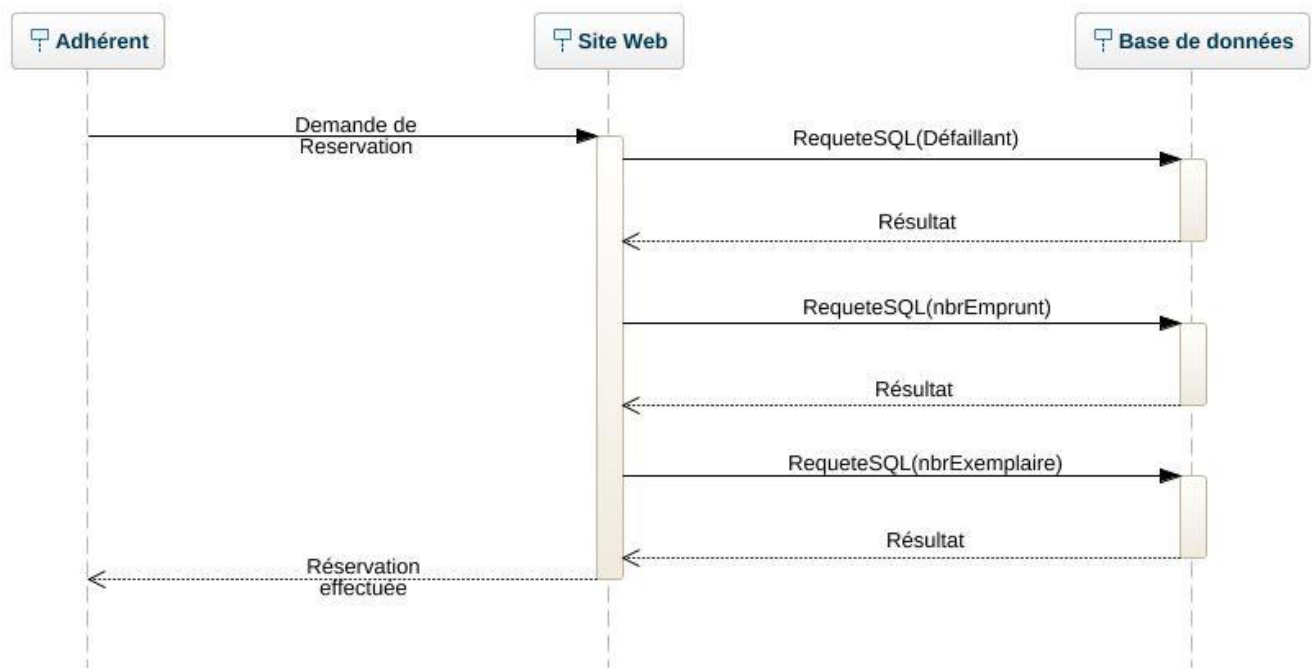 Adhérent
Site Web
Base de données
Demande de
Reservation
RequeteSQL(Défaillant)
Résultat
RequeteSQL(nbrEmprunt)
Résultat
RequeteSQL(nbrExemplaire)
Résultat
Réservation
effectuée